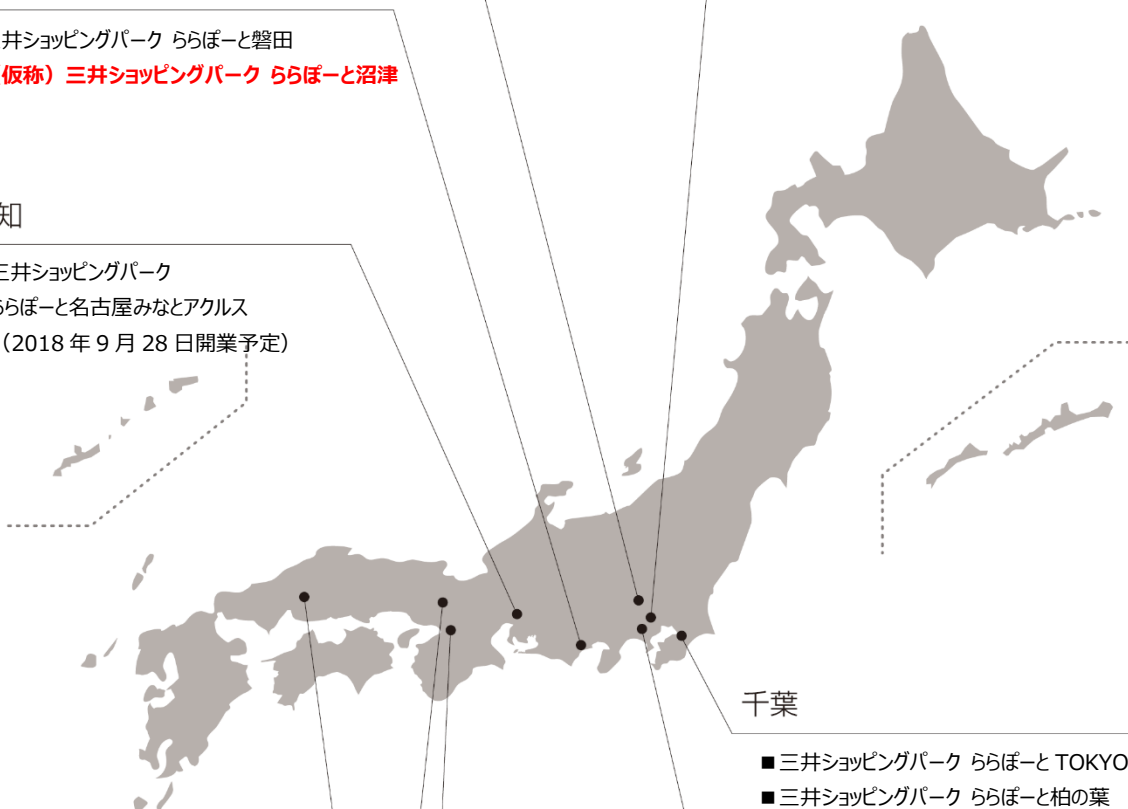 井ショッピングパーク ららぽーと磐田
仮称）三井ショッピングパーク ららぽーと沼津
知
三井ショッピングパーク
ららぽーと名古屋みなとアクルス
（2018 年 9 月 28 日開業予定）
千葉
■三井ショッピングパーク ららぽーと TOKYO
■三井ショッピングパーク ららぽーと柏の葉